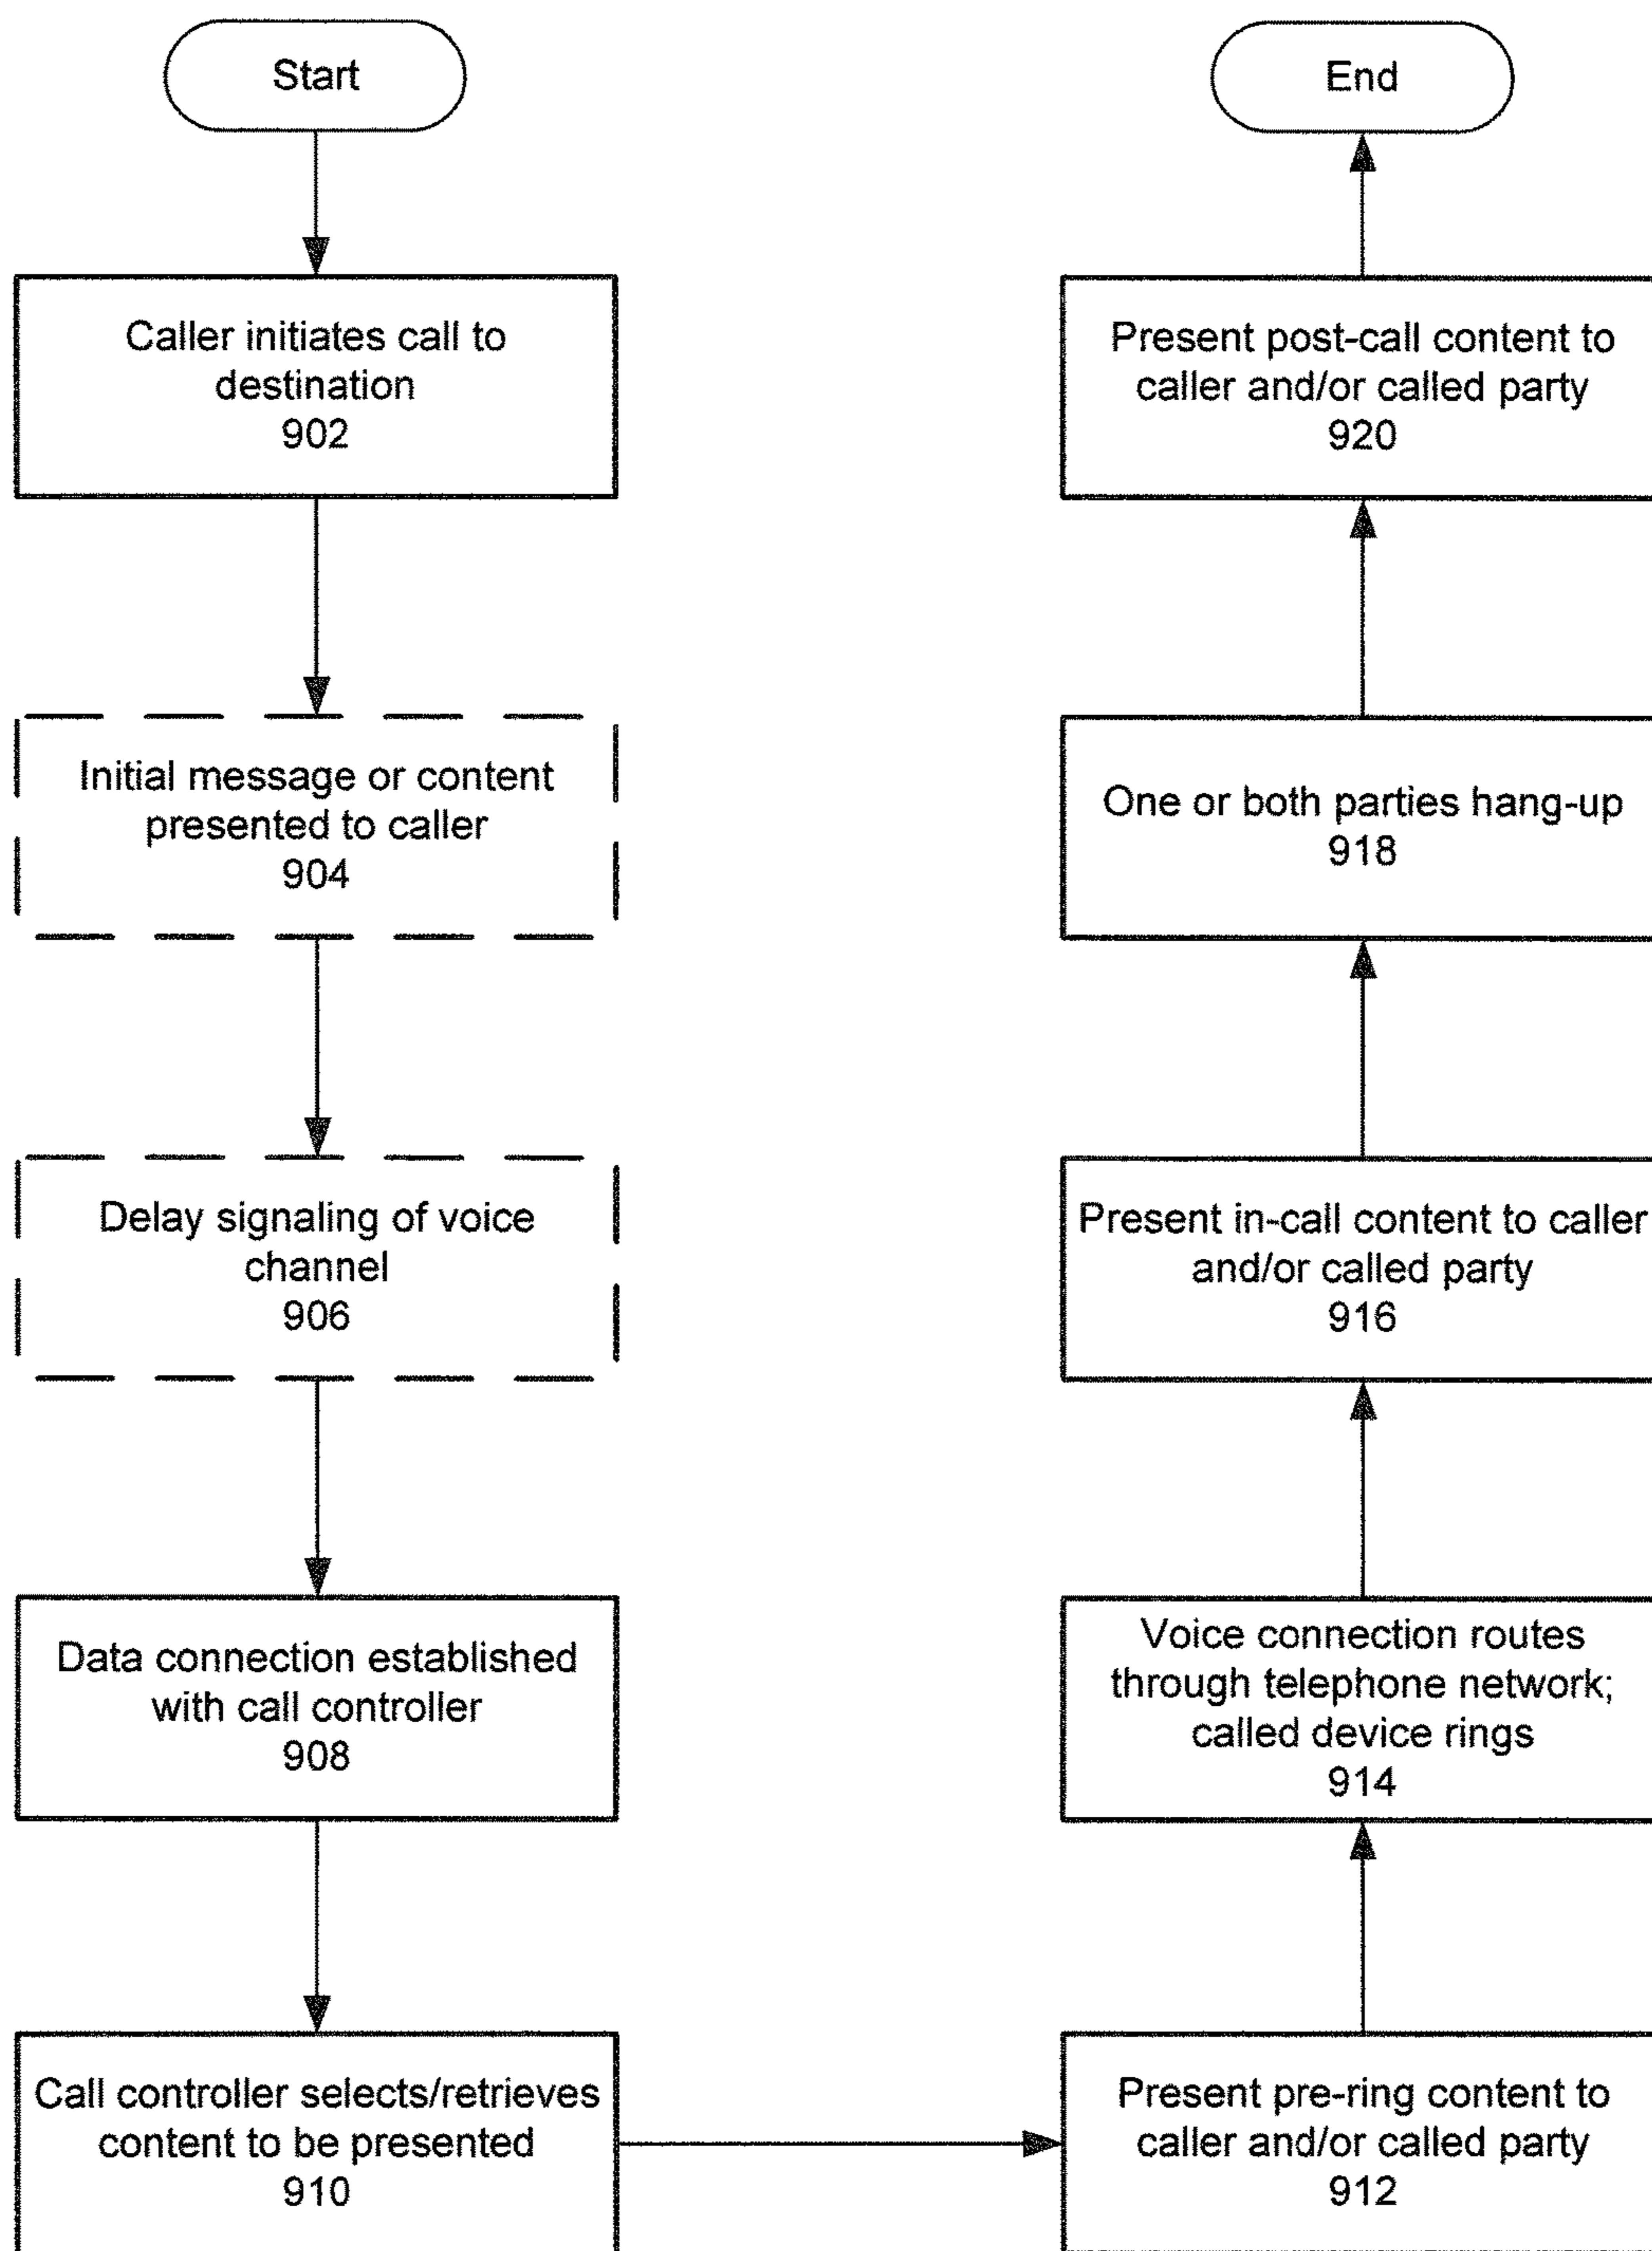 Start
Caller initiates call to
destination
902
Initial message or content
presented to caller
904
Delay signaling of voice
channel
906
Data connection established
with call controller
908
Call controller selects/retrieves
content to be presented
910
Present pre-ring content to
caller and/or called party
912
Voice connection routes
through telephone network;
called device rings
914
Present in-call content to caller
and/or called party
916
One or both parties hang-up
918
Present post-call content to
caller and/or called party
920
End